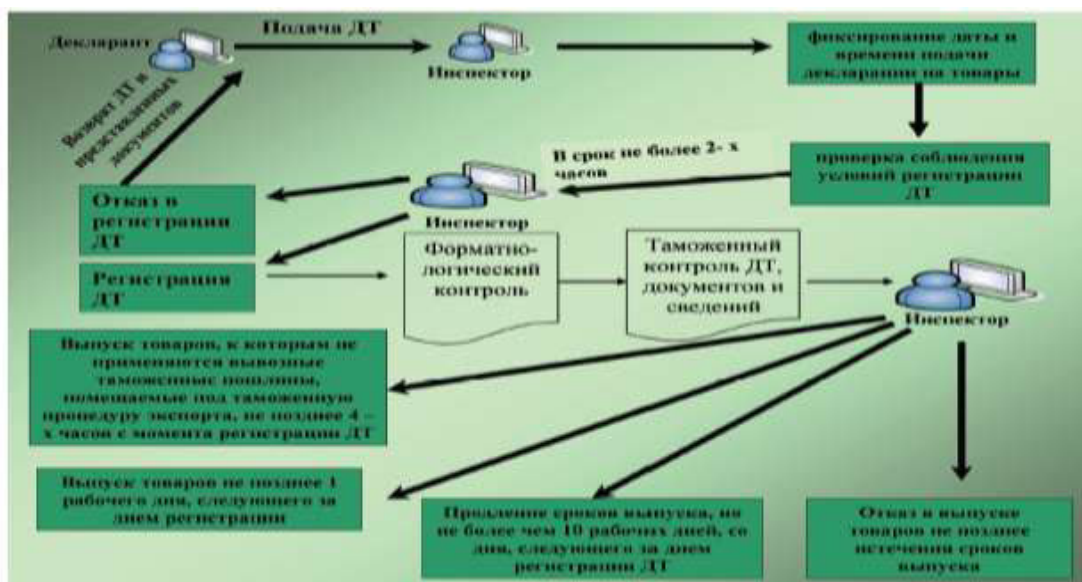 Декларант
Подача ДТ
Инспектор
фиксирование даты и
времени подачи
декларации на товары
Возврат ДТ и
представленных
документов
В срок не более 2- х
часов
проверка соблюдения
условий регистрации
ДТ
Отказ в
регистрации
ДТ
Инспектор
Регистрация
ДТ
Форматно-
логический
контроль
Таможенный
контроль ДТ,
документов и
сведений
Инспектор
Выпуск товаров, к которым не
применяются вывозные
таможенные пошлины,
помещаемые под таможенную
процедуру экспорта, не позднее 4 –
х часов с момента регистрации ДТ
Выпуск товаров не позднее 1
рабочего дня, следующего за
днем регистрации
Продление сроков выпуска, но
не более чем 10 рабочих дней, со
дня, следующего за днем
регистрации ДТ
Отказ в выпуске
товаров не позднее
истечения сроков
выпуска